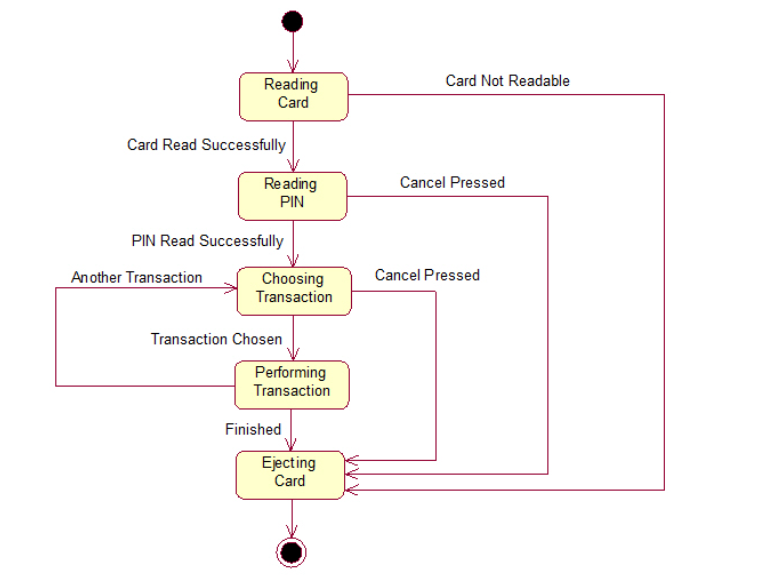 Reading
Card
Card Not Readable
Card Read Successfully
Reading
PIN
Cancel Pressed
PIN Read Successfully
Another Transaction
Choosing
Transaction
Cancel Pressed
Transaction Chosen
Performing
Transaction
Finished
Ejecting
Card